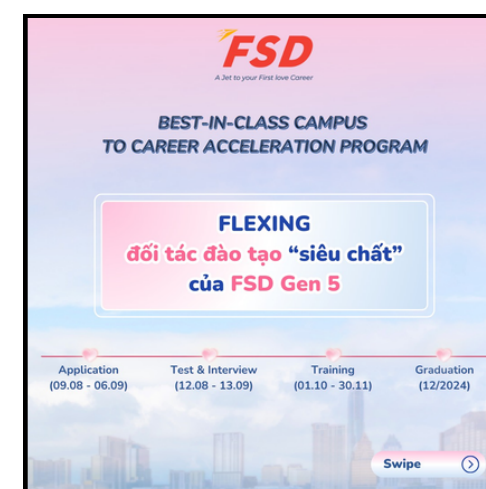 FSD
A Jet to your First love Career
BEST-IN-CLASS CAMPUS
TO CAREER ACCELERATION PROGRAM
FLEXING
đối tác đào tạo “siêu chất”
của FSD Gen 5
Application
(09.08 - 06.09)
Test & Interview
(12.08 - 13.09)
Training
(01.10 - 30.11)
Graduation
(12/2024)
Swipe